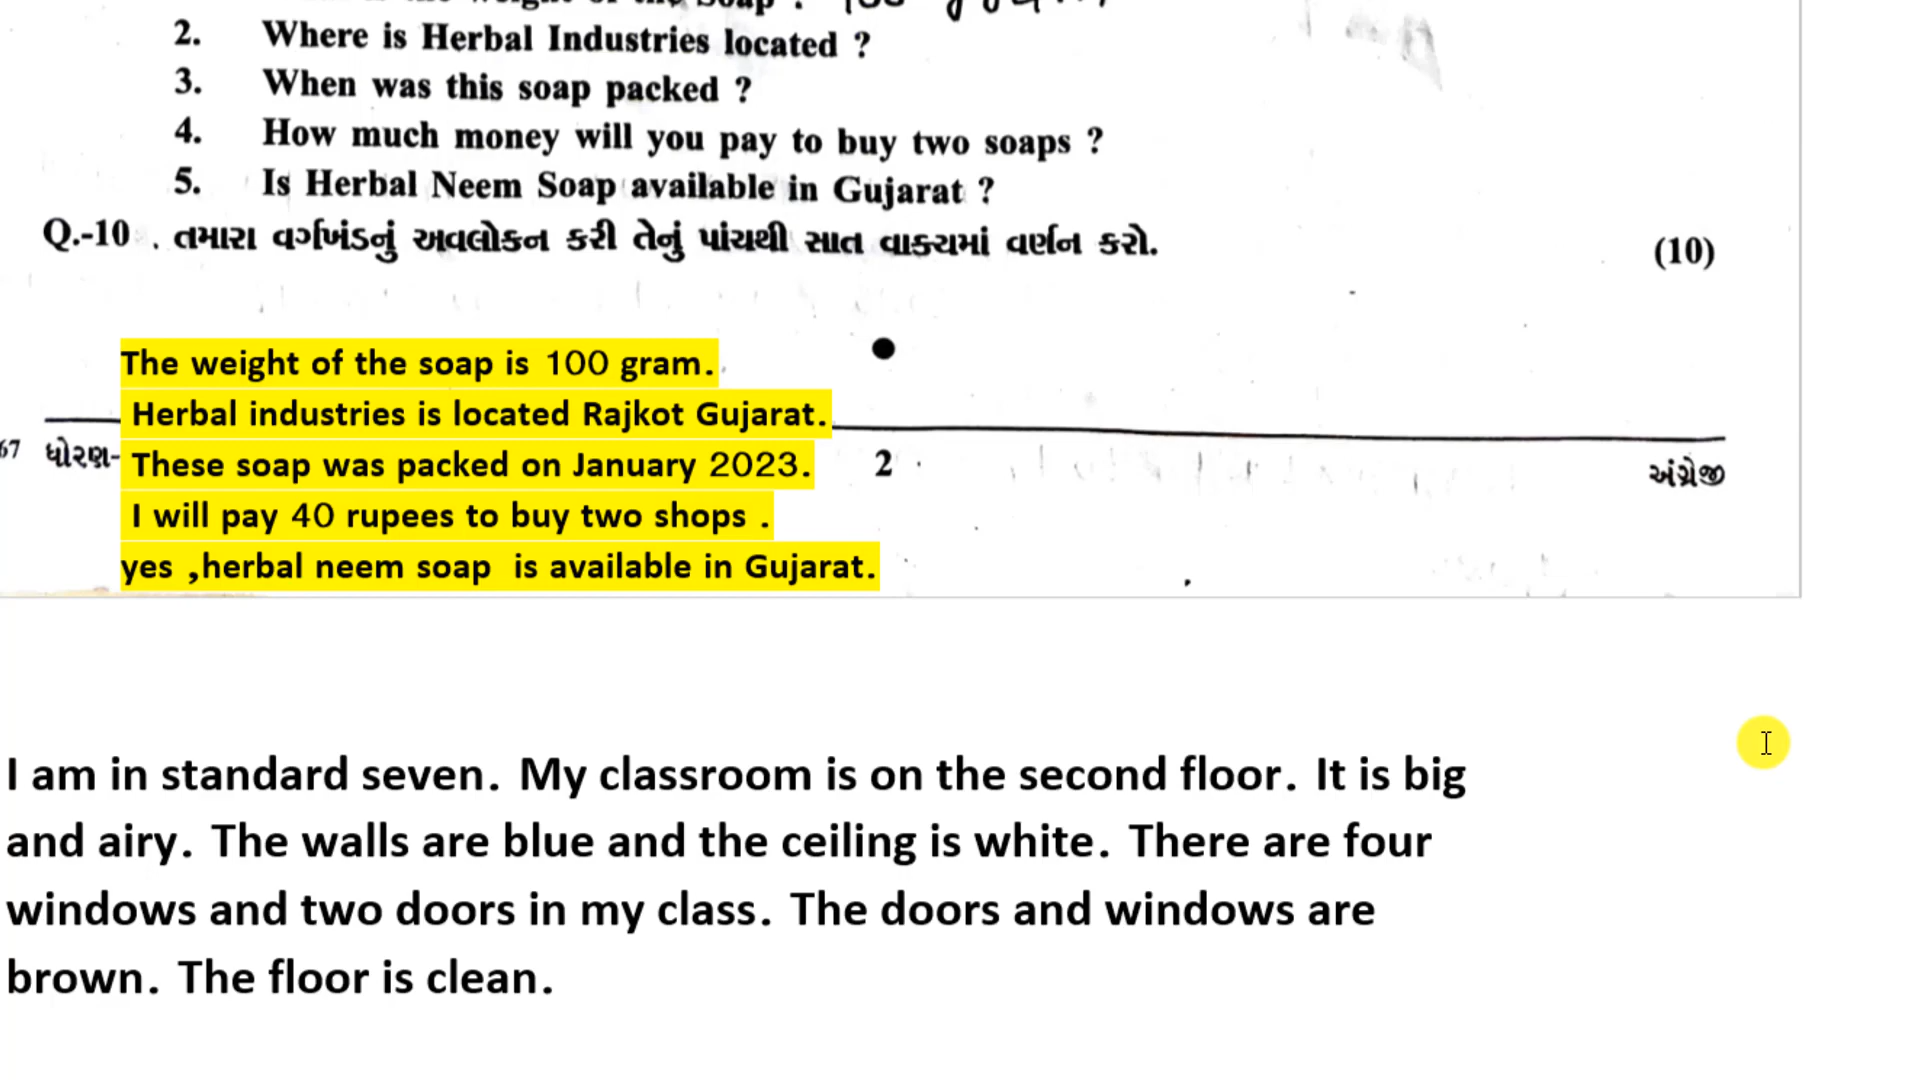 the Soap :
2. Where is Herbal Industries located ?
3. When was this soap packed ?
4. How much money will you pay to buy two soaps ?
5. Is Herbal Neem Soap available in Gujarat ?
Q.-10 . તમારા વર્ગખંડનું અવલોકન કરી તેનું પાંચથી સાત વાક્યમાં વર્ણન કરો. (10)
The weight of the soap is 100 gram.
Herbal industries is located Rajkot Gujarat.
67 ધોરણ- These soap was packed on January 2023. 2 અંગ્રેજી
I will pay 40 rupees to buy two shops .
yes ,herbal neem soap is available in Gujarat.
I am in standard seven. My classroom is on the second floor. It is big
and airy. The walls are blue and the ceiling is white. There are four
windows and two doors in my class. The doors and windows are
brown. The floor is clean.